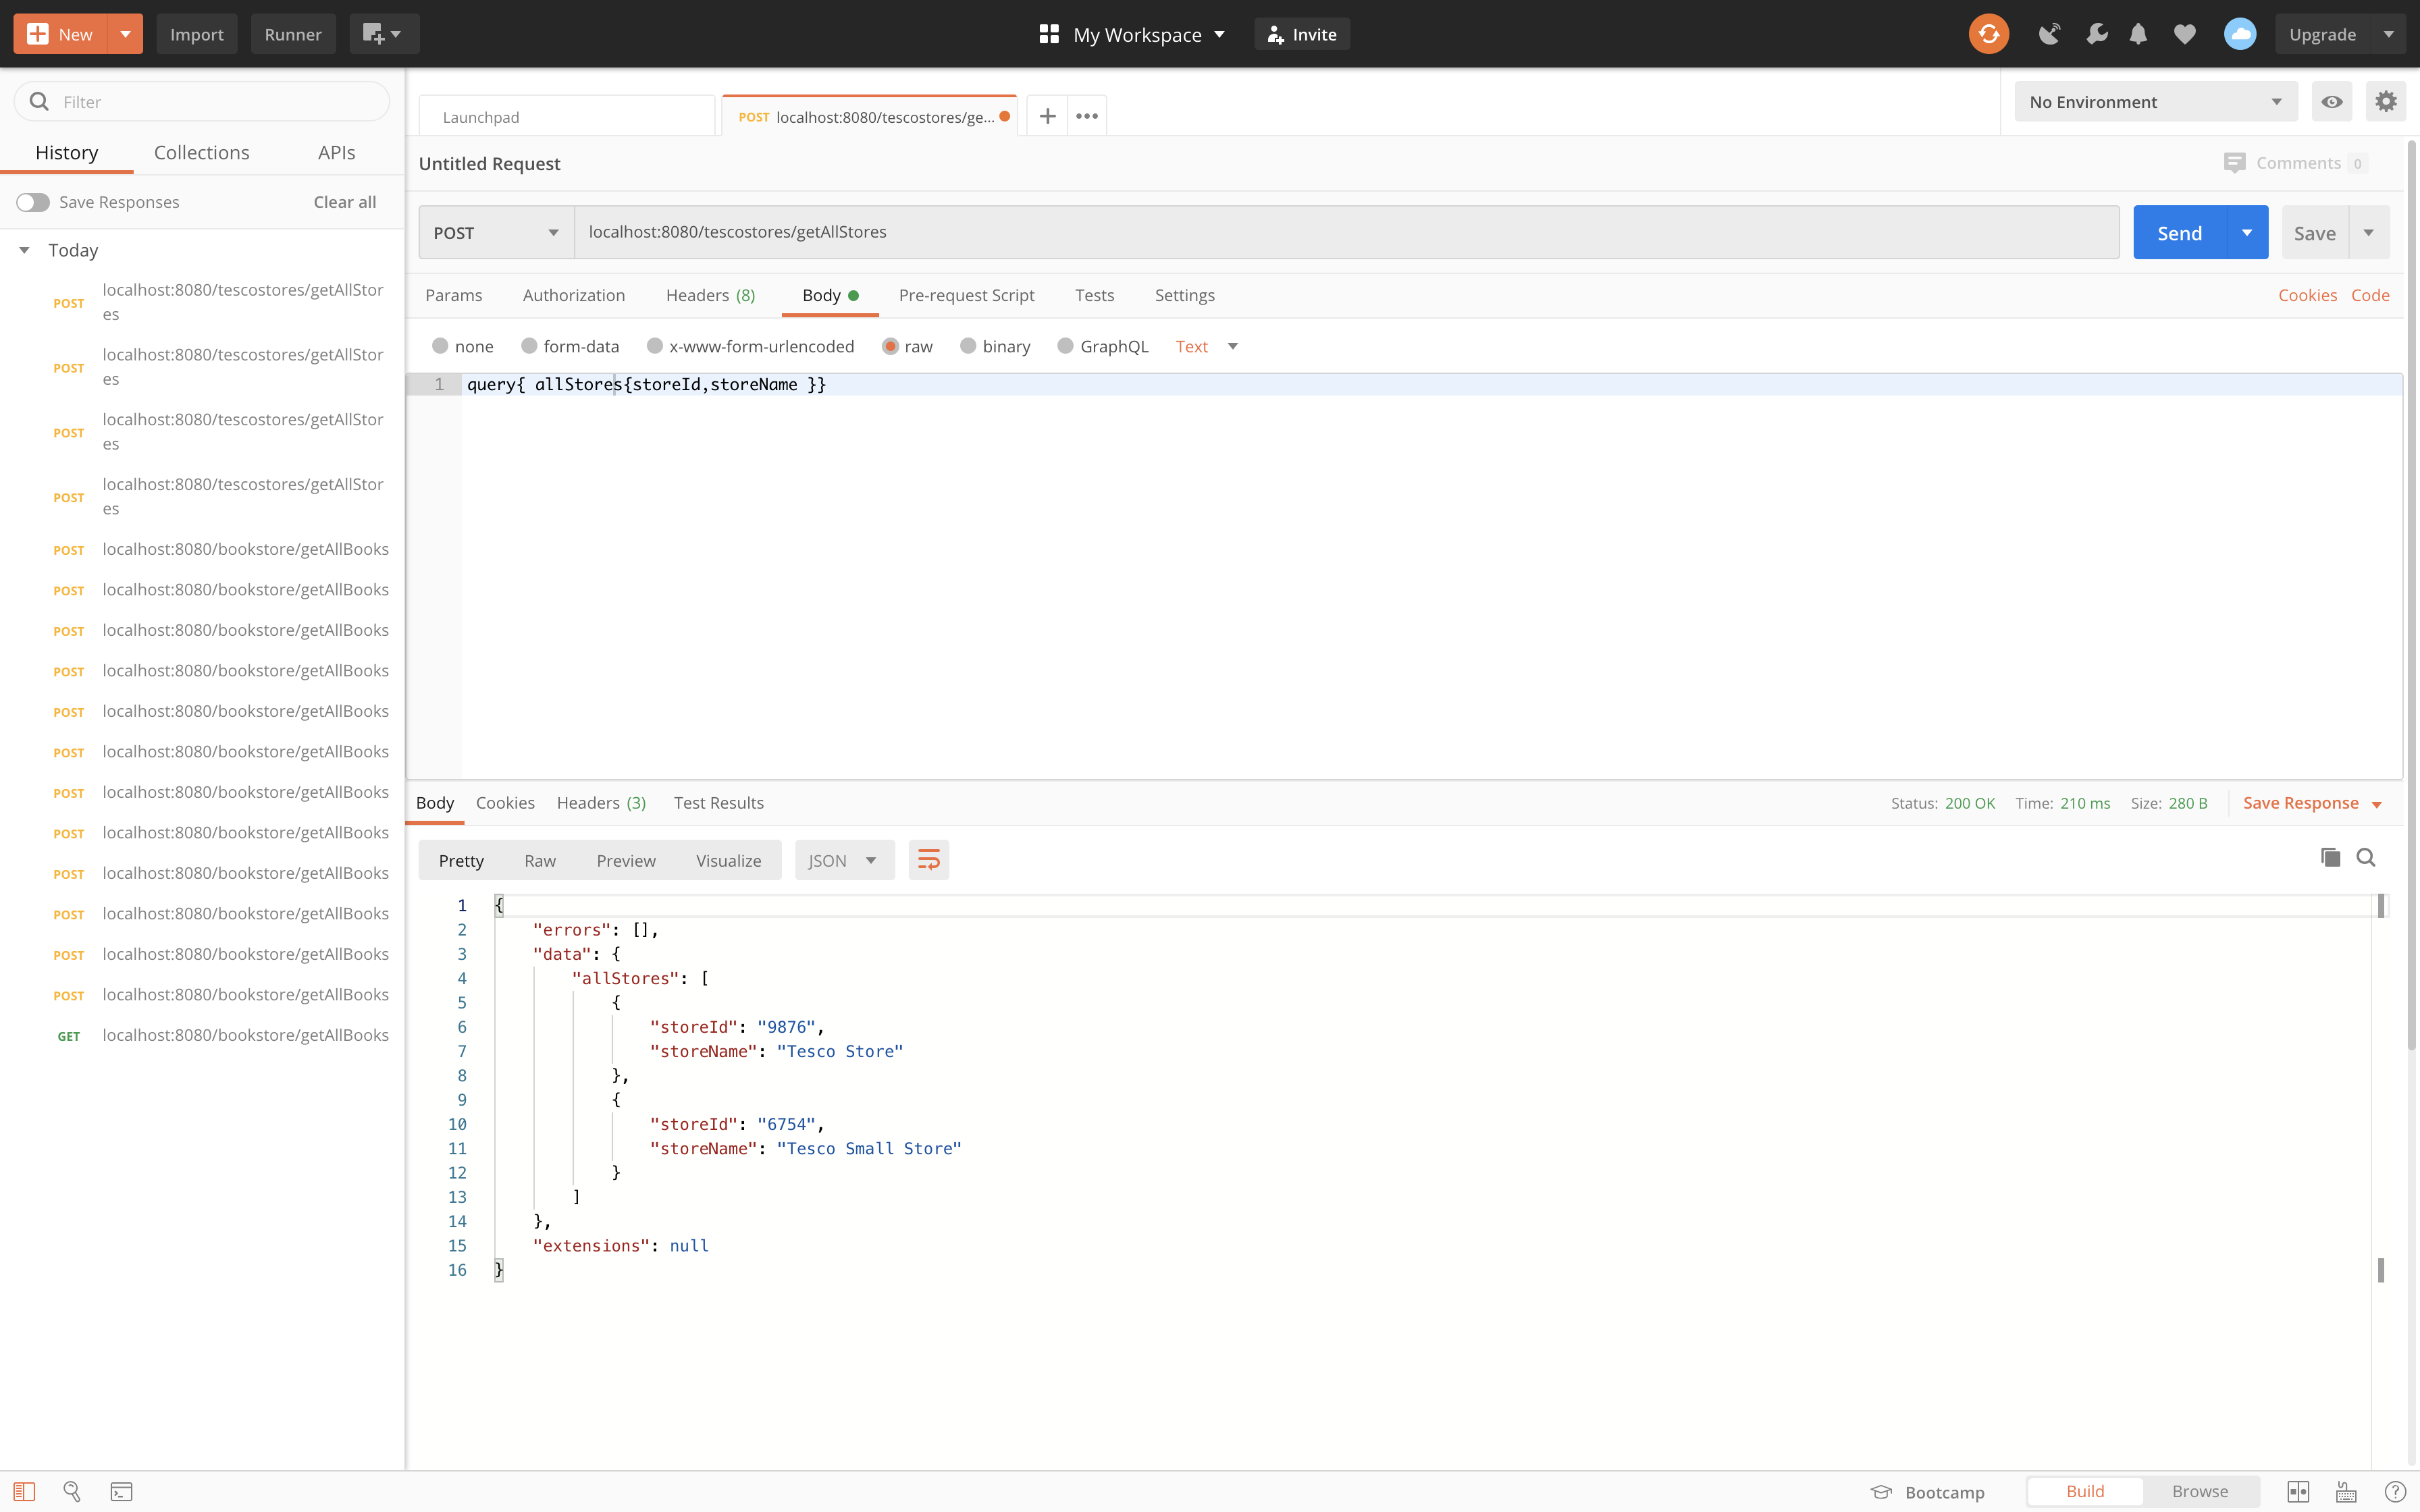 New
Import
Runner
My Workspace
Invite
Upgrade
Filter
History Collections APIs
Save Responses Clear all
Today
POST localhost:8080/tescostores/getAllStor
es
POST localhost:8080/tescostores/getAllStor
es
POST localhost:8080/tescostores/getAllStor
es
POST localhost:8080/tescostores/getAllStor
es
POST localhost:8080/bookstore/getAllBooks
POST localhost:8080/bookstore/getAllBooks
POST localhost:8080/bookstore/getAllBooks
POST localhost:8080/bookstore/getAllBooks
POST localhost:8080/bookstore/getAllBooks
POST localhost:8080/bookstore/getAllBooks
POST localhost:8080/bookstore/getAllBooks
POST localhost:8080/bookstore/getAllBooks
POST localhost:8080/bookstore/getAllBooks
POST localhost:8080/bookstore/getAllBooks
POST localhost:8080/bookstore/getAllBooks
POST localhost:8080/bookstore/getAllBooks
GET localhost:8080/bookstore/getAllBooks
Launchpad
POST localhost:8080/tescostores/ge...
No Environment
Untitled Request
Comments 0
POST localhost:8080/tescostores/getAllStores Send Save
Params Authorization Headers (8) Body Pre-request Script Tests Settings Cookies Code
none form-data x-www-form-urlencoded raw binary GraphQL Text
1 query{ allStores{storeId,storeName }}
Body Cookies Headers (3) Test Results Status: 200 OK Time: 210 ms Size: 280 B Save Response
Pretty Raw Preview Visualize JSON
1 {
2 "errors": [],
3 "data": {
4 "allStores": [
5 {
6 "storeId": "9876",
7 "storeName": "Tesco Store"
8 },
9 {
10 "storeId": "6754",
11 "storeName": "Tesco Small Store"
12 }
13 ]
14 },
15 "extensions": null
16 }
Bootcamp Build Browse